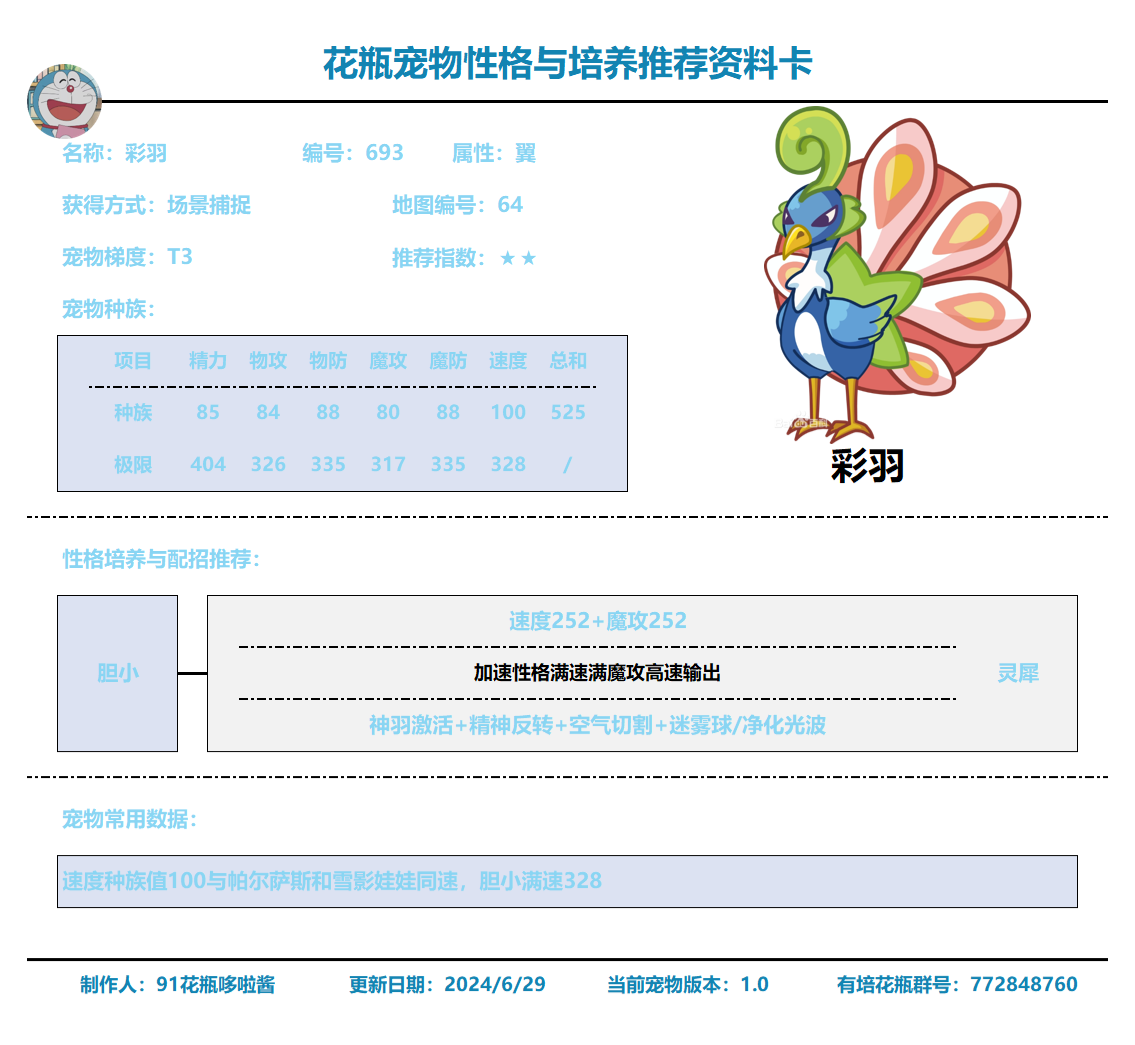 花瓶宠物性格与培养推荐资料卡
名称：彩羽 编号：693 属性：翼
获得方式：场景捕捉 地图编号：64
宠物梯度：T3 推荐指数：★★
宠物种族：
项目 精力 物攻 物防 魔攻 魔防 速度 总和
种族 85 84 88 80 88 100 525
极限 404 326 335 317 335 328 /
彩羽
性格培养与配招推荐：
速度252+魔攻252
胆小 加速性格满速满魔攻高速输出 灵犀
神羽激活+精神反转+空气切割+迷雾球/净化光波
宠物常用数据：
速度种族值100与帕尔萨斯和雪影娃娃同速，胆小满速328
制作人：91花瓶哆啦酱 更新日期：2024/6/29 当前宠物版本：1.0 有培花瓶群号：772848760